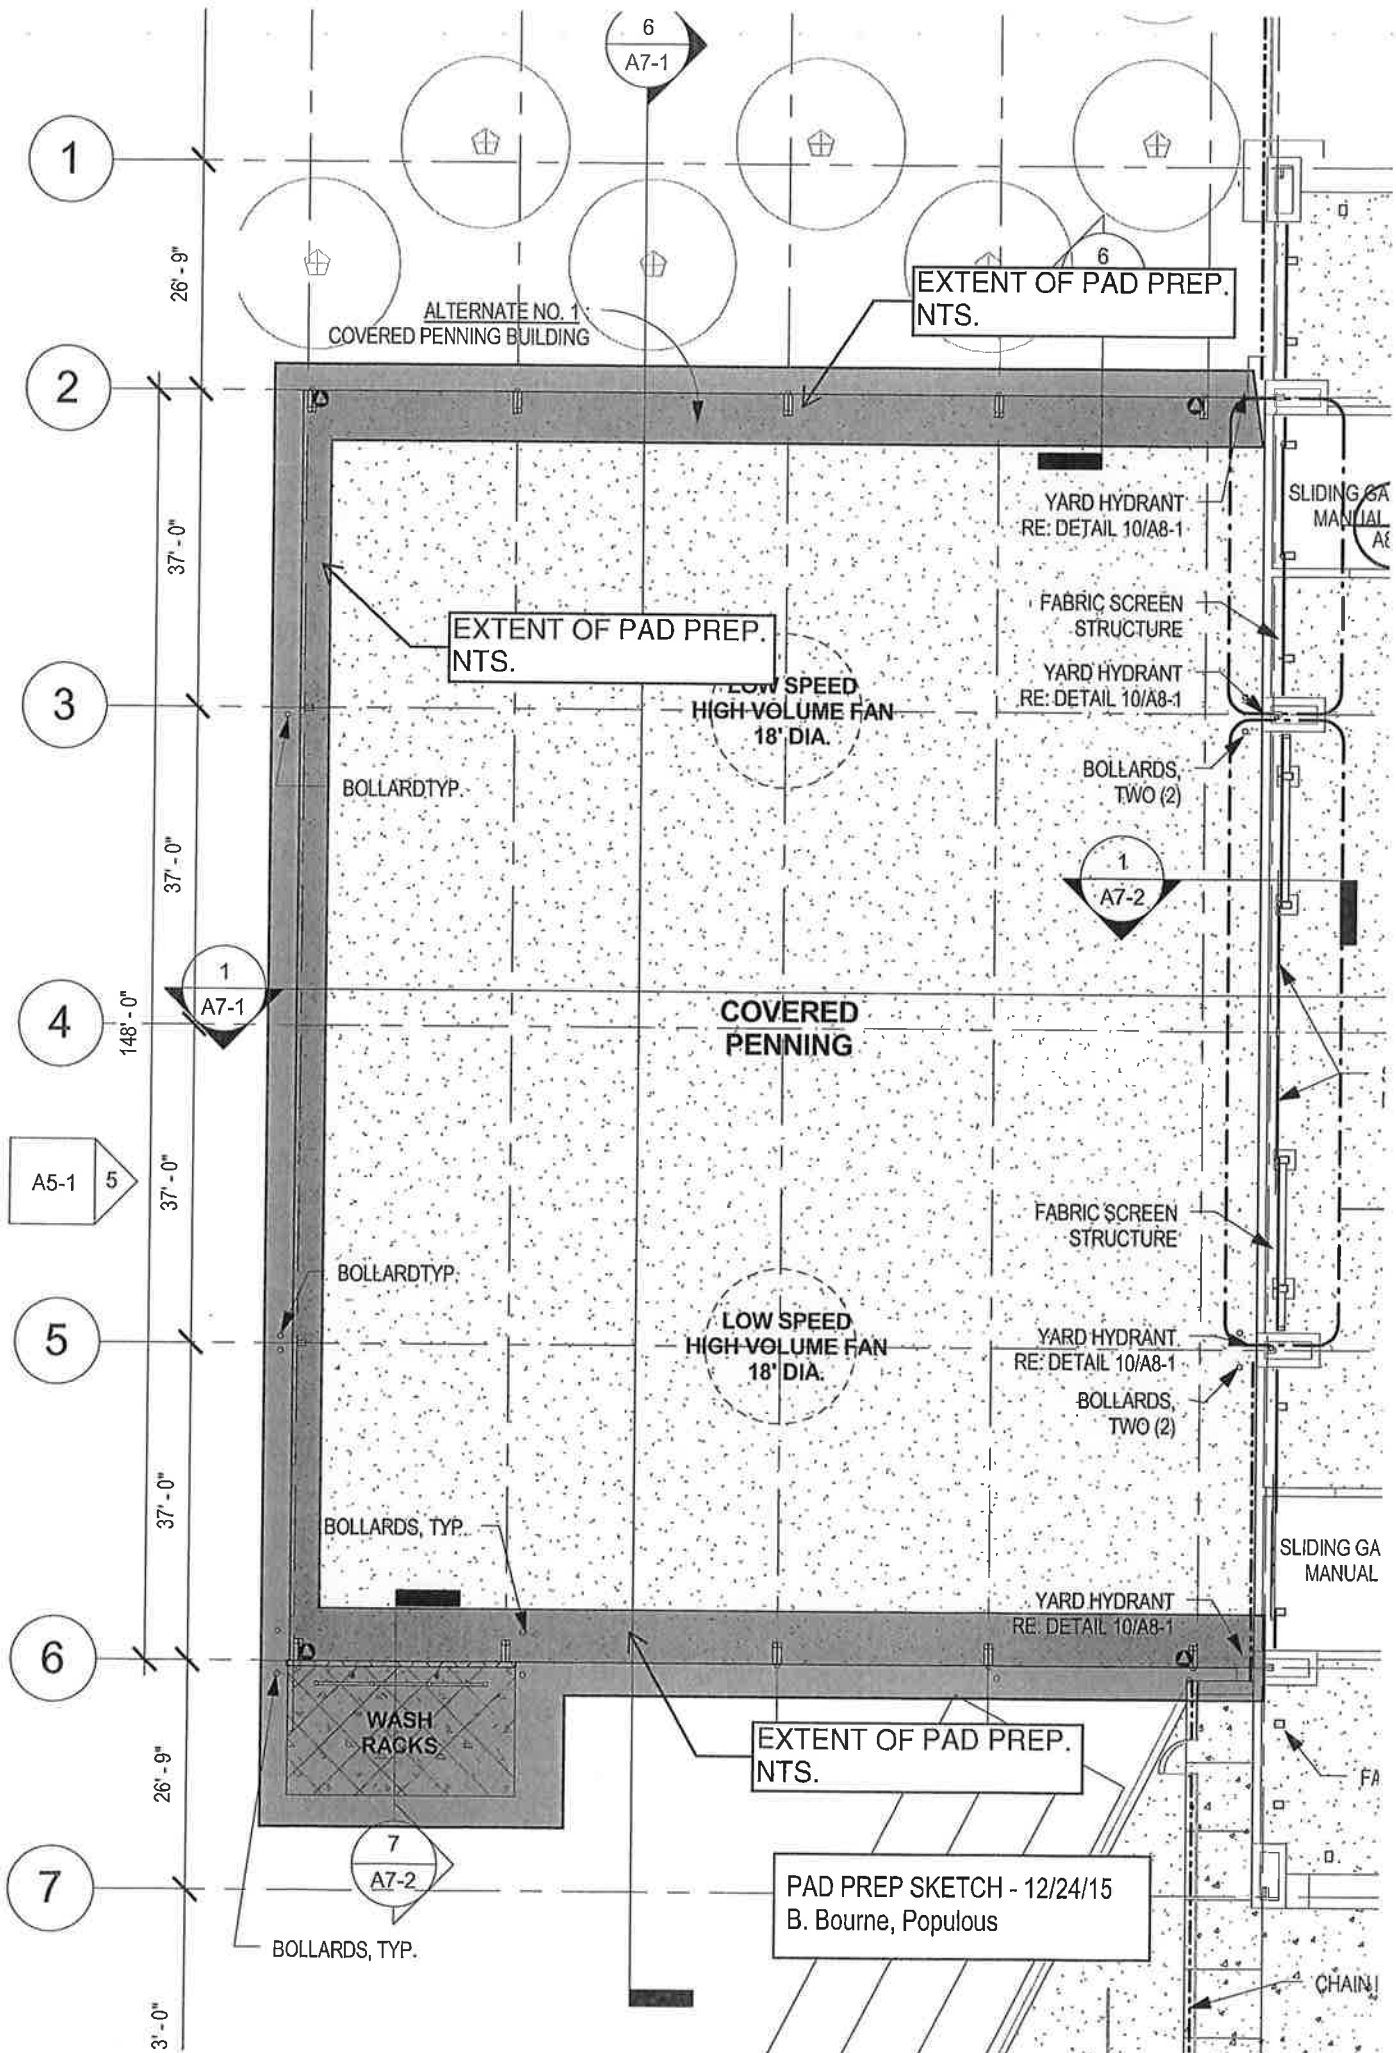 6
A7-1
1
26' - 9"
6
EXTENT OF PAD PREP.
NTS.
ALTERNATE NO. 1
COVERED PENNING BUILDING
2
YARD HYDRANT
RE: DETAIL 10/A8-1
SLIDING GA
MANUAL
A8
37' - 0"
FABRIC SCREEN
STRUCTURE
EXTENT OF PAD PREP.
NTS.
YARD HYDRANT
RE: DETAIL 10/A8-1
3
LOW SPEED
HIGH VOLUME FAN
18' DIA.
BOLLARDTYP.
BOLLARDS,
TWO (2)
37' - 0"
1
A7-2
1
A7-1
4
148' - 0"
COVERED
PENNING
A5-1
5
37' - 0"
FABRIC SCREEN
STRUCTURE
BOLLARDTYP.
5
LOW SPEED
HIGH VOLUME FAN
18' DIA.
YARD HYDRANT
RE: DETAIL 10/A8-1
BOLLARDS,
TWO (2)
37' - 0"
BOLLARDS, TYP.
SLIDING GA
MANUAL
YARD HYDRANT
RE: DETAIL 10/A8-1
6
WASH
RACKS
EXTENT OF PAD PREP.
NTS.
26' - 9"
FA
7
A7-2
7
PAD PREP SKETCH - 12/24/15
B. Bourne, Populous
BOLLARDS, TYP.
CHAIN
3' - 0"